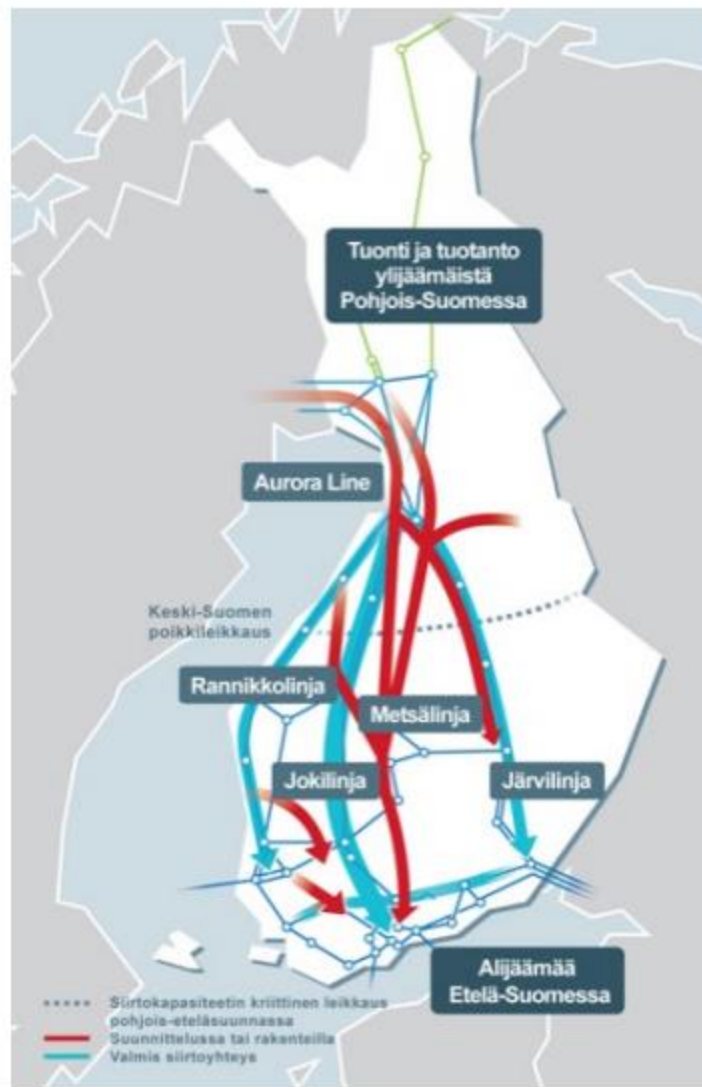 Tuonti ja tuotanto
ylijäämäistä
Pohjois-Suomessa
Aurora Line
Keski-Suomen
poikkileikkaus
Rannikkolinja
Metsälinja
Jokilinja
Järvilinja
Alijäämää
Etelä-Suomessa
Siirtokapasiteetin kriittinen leikkaus
pohjois-eteläsuunnassa
Suunnittelussa tai rakenteilla
Valmis siirtoyhteys